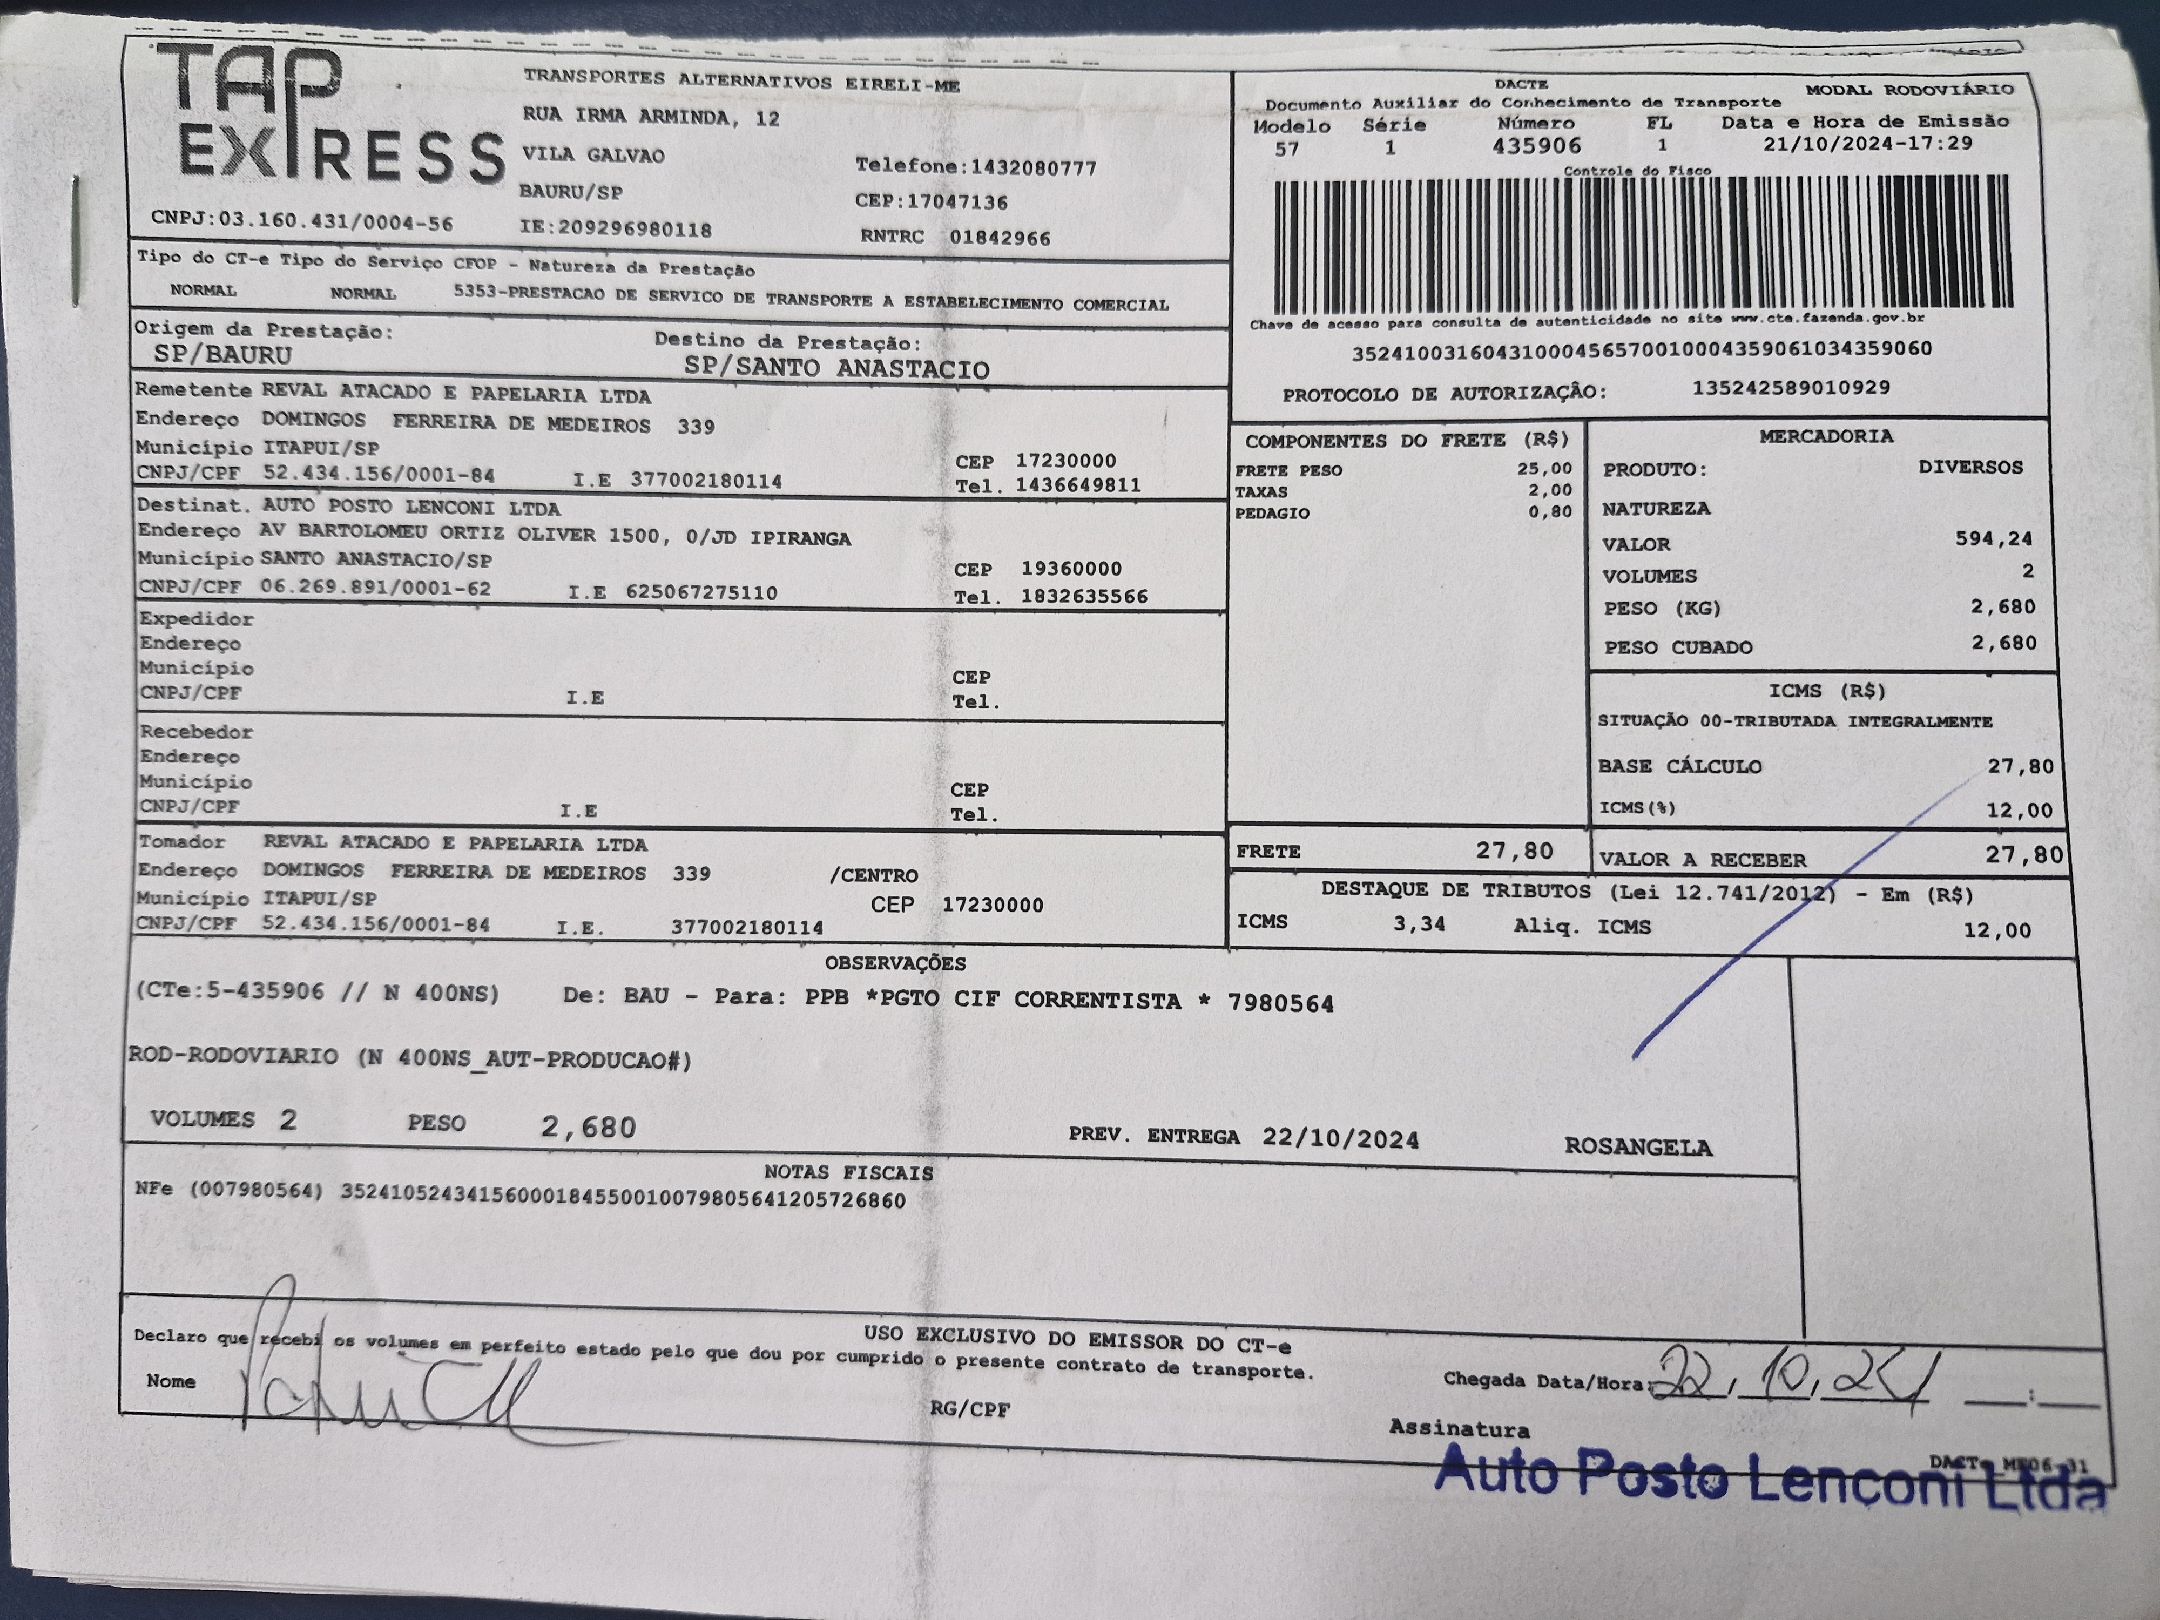 TAP EXPRESS
TRANSPORTES ALTERNATIVOS EIRELI-ME
RUA IRMA ARMINDA, 12
VILA GALVAO
Telefone:1432080777
BAURU/SP
CEP:17047136
CNPJ:03.160.431/0004-56
IE:209296980118
RNTRC 01842966
DACTE
MODAL RODOVIÁRIO
Documento Auxiliar do Conhecimento de Transporte
Modelo Série Número FL Data e Hora de Emissão
57 1 435906 1 21/10/2024-17:29
Controle do Fisco
Chave de acesso para consulta de autenticidade no site www.cte.fazenda.gov.br
35241003160431000456570010004359061034359060
PROTOCOLO DE AUTORIZAÇÂO: 135242589010929
Tipo do CT-e Tipo do Serviço CFOP - Natureza da Prestação
NORMAL NORMAL 5353-PRESTACAO DE SERVICO DE TRANSPORTE A ESTABELECIMENTO COMERCIAL
Origem da Prestação: Destino da Prestação:
SP/BAURU SP/SANTO ANASTACIO
Remetente REVAL ATACADO E PAPELARIA LTDA
Endereço DOMINGOS FERREIRA DE MEDEIROS 339
Município ITAPUI/SP CEP 17230000
CNPJ/CPF 52.434.156/0001-84 I.E 377002180114 Tel. 1436649811
Destinat. AUTO POSTO LENCONI LTDA
Endereço AV BARTOLOMEU ORTIZ OLIVER 1500, 0/JD IPIRANGA
Município SANTO ANASTACIO/SP CEP 19360000
CNPJ/CPF 06.269.891/0001-62 I.E 625067275110 Tel. 1832635566
Expedidor
Endereço
Município CEP
CNPJ/CPF I.E Tel.
Recebedor
Endereço
Município CEP
CNPJ/CPF I.E Tel.
Tomador REVAL ATACADO E PAPELARIA LTDA
Endereço DOMINGOS FERREIRA DE MEDEIROS 339 /CENTRO
Município ITAPUI/SP CEP 17230000
CNPJ/CPF 52.434.156/0001-84 I.E. 377002180114
COMPONENTES DO FRETE (R$)
FRETE PESO 25,00
TAXAS 2,00
PEDAGIO 0,80
MERCADORIA
PRODUTO: DIVERSOS
NATUREZA
VALOR 594,24
VOLUMES 2
PESO (KG) 2,680
PESO CUBADO 2,680
ICMS (R$)
SITUAÇÃO 00-TRIBUTADA INTEGRALMENTE
BASE CÁLCULO 27,80
ICMS(%) 12,00
FRETE 27,80 VALOR A RECEBER 27,80
DESTAQUE DE TRIBUTOS (Lei 12.741/2012) - Em (R$)
ICMS 3,34 Aliq. ICMS 12,00
OBSERVAÇÕES
(CTe:5-435906 // N 400NS) De: BAU - Para: PPB *PGTO CIF CORRENTISTA * 7980564
ROD-RODOVIARIO (N 400NS_AUT-PRODUCAO#)
VOLUMES 2 PESO 2,680 PREV. ENTREGA 22/10/2024 ROSANGELA
NOTAS FISCAIS
NFe (007980564) 35241052434156000184550010079805641205726860
USO EXCLUSIVO DO EMISSOR DO CT-e
Declaro que recebi os volumes em perfeito estado pelo que dou por cumprido o presente contrato de transporte.
Nome RG/CPF Chegada Data/Hora: 22,10,24 :
Assinatura
Auto Posto Lenconi Ltda